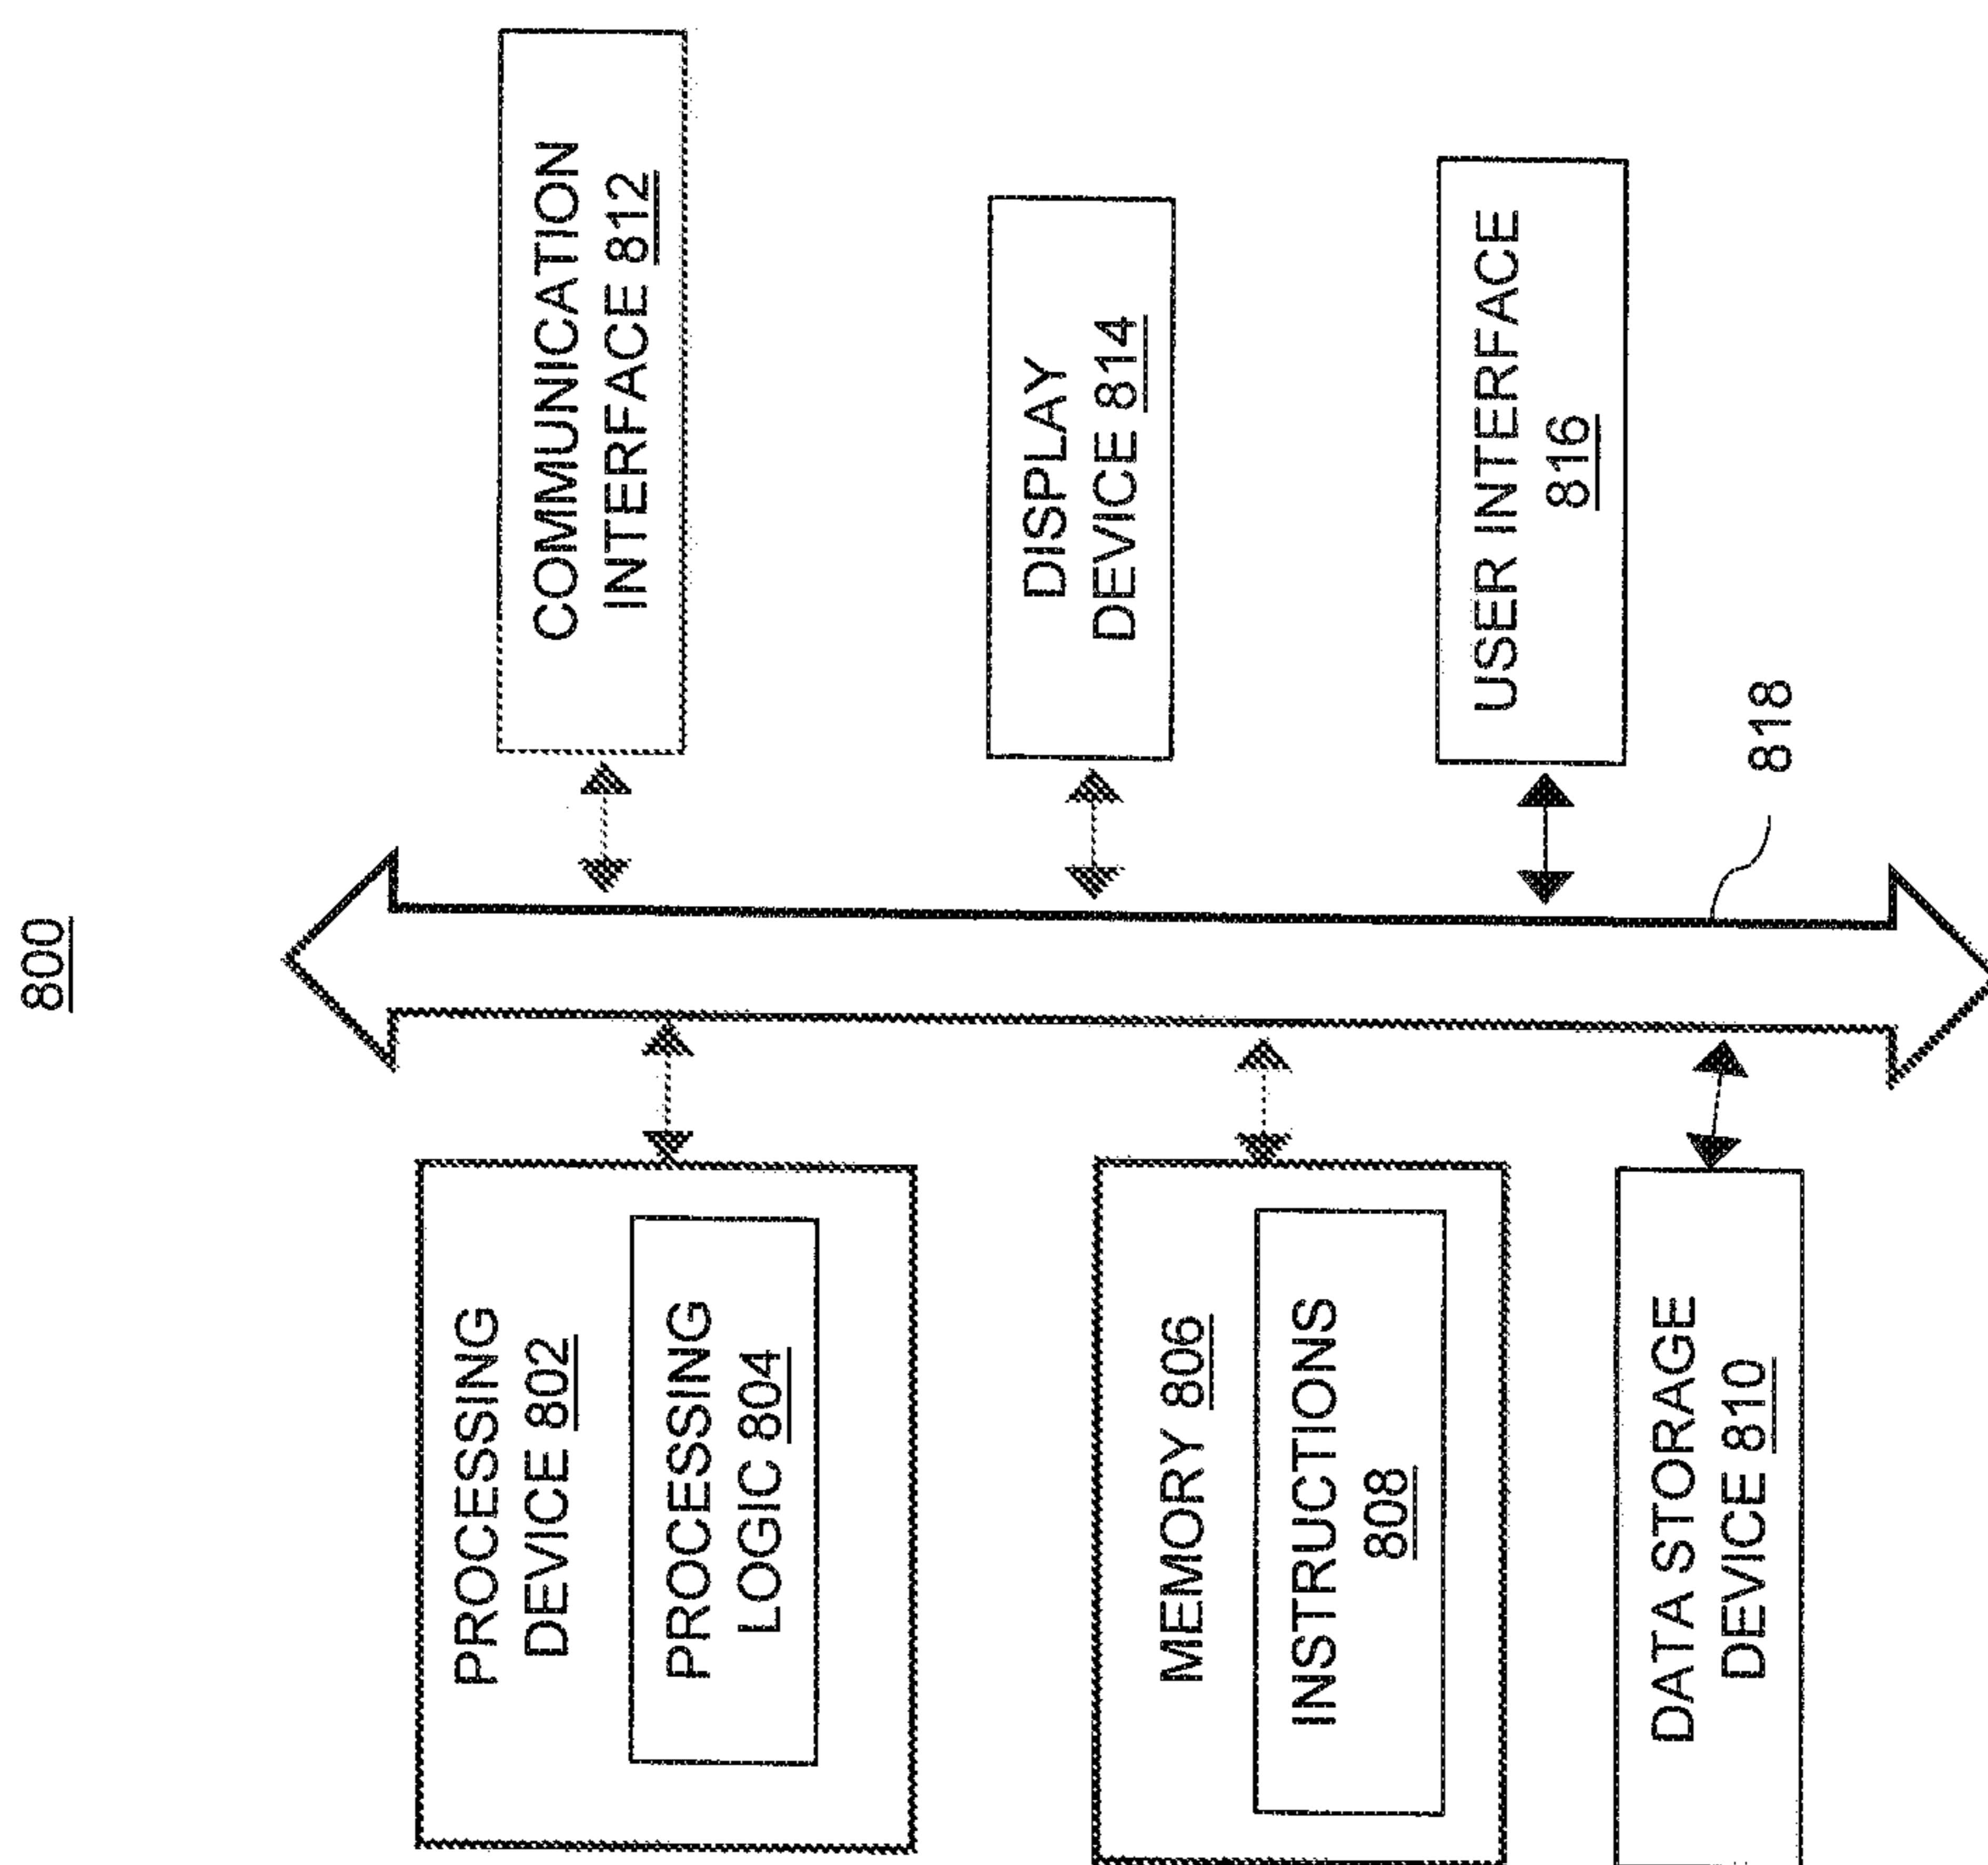 800
PROCESSING
DEVICE 802
PROCESSING
LOGIC 804
MEMORY 806
INSTRUCTIONS
808
DATA STORAGE
DEVICE 810
COMMUNICATION
INTERFACE 812
DISPLAY
DEVICE 814
USER INTERFACE
816
818